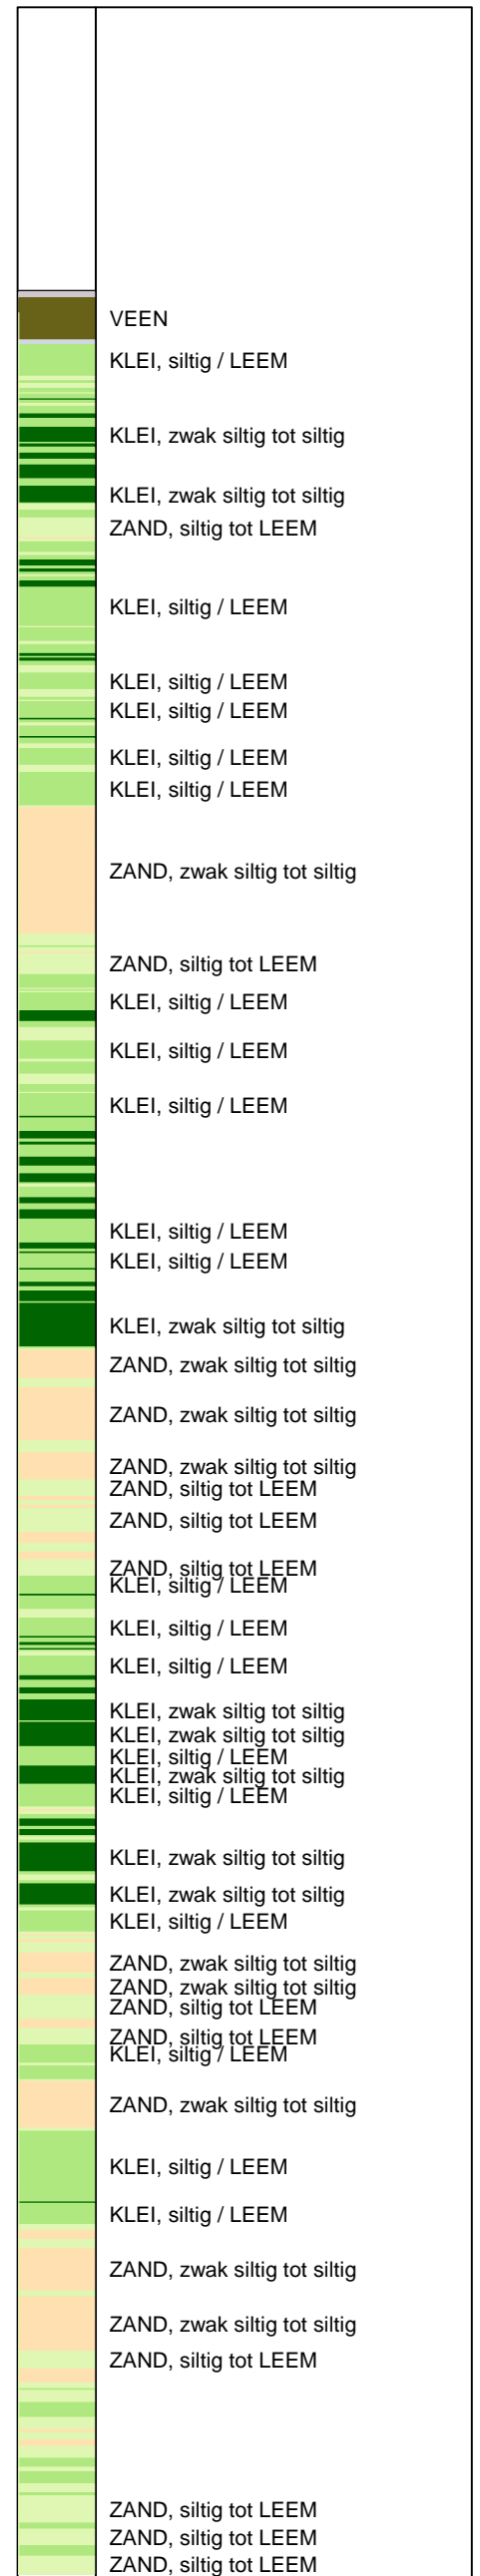 VEEN
KLEI, siltig / LEEM
KLEI, zwak siltig tot siltig
KLEI, zwak siltig tot siltig
ZAND, siltig tot LEEM
KLEI, siltig / LEEM
KLEI, siltig / LEEM
KLEI, siltig / LEEM
KLEI, siltig / LEEM
KLEI, siltig / LEEM
ZAND, zwak siltig tot siltig
ZAND, siltig tot LEEM
KLEI, siltig / LEEM
KLEI, siltig / LEEM
KLEI, siltig / LEEM
KLEI, siltig / LEEM
KLEI, siltig / LEEM
KLEI, zwak siltig tot siltig
ZAND, zwak siltig tot siltig
ZAND, zwak siltig tot siltig
ZAND, zwak siltig tot siltig
ZAND, siltig tot LEEM
ZAND, siltig tot LEEM
ZAND, siltig tot LEEM
KLEI, siltig / LEEM
KLEI, siltig / LEEM
KLEI, siltig / LEEM
KLEI, zwak siltig tot siltig
KLEI, zwak siltig tot siltig
KLEI, siltig / LEEM
KLEI, zwak siltig tot siltig
KLEI, siltig / LEEM
KLEI, zwak siltig tot siltig
KLEI, zwak siltig tot siltig
KLEI, siltig / LEEM
ZAND, zwak siltig tot siltig
ZAND, zwak siltig tot siltig
ZAND, siltig tot LEEM
ZAND, siltig tot LEEM
KLEI, siltig / LEEM
ZAND, zwak siltig tot siltig
KLEI, siltig / LEEM
KLEI, siltig / LEEM
ZAND, zwak siltig tot siltig
ZAND, zwak siltig tot siltig
ZAND, siltig tot LEEM
ZAND, siltig tot LEEM
ZAND, siltig tot LEEM
ZAND, siltig tot LEEM